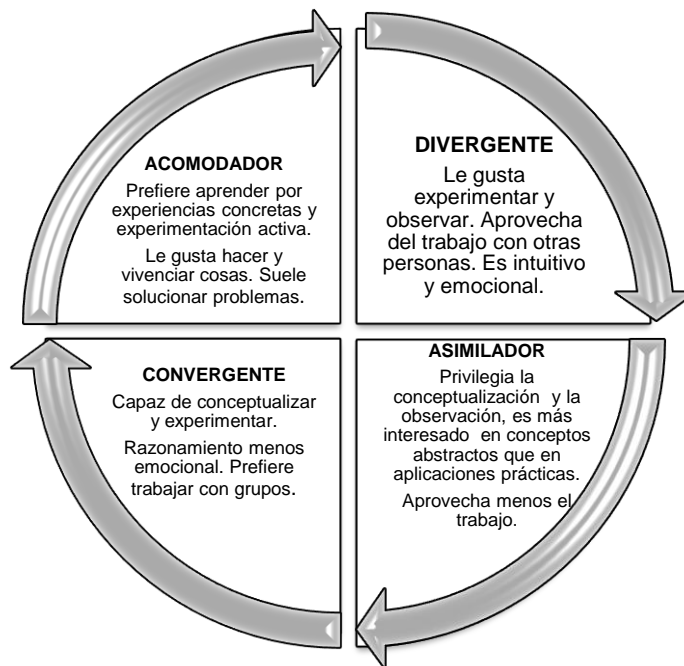 ACOMODADOR
Prefiere aprender por
experiencias concretas y
experimentación activa.
Le gusta hacer y
vivenciar cosas. Suele
solucionar problemas.
DIVERGENTE
Le gusta
experimentar y
observar. Aprovecha
del trabajo con otras
personas. Es intuitivo
y emocional.
CONVERGENTE
Capaz de conceptualizar
y experimentar.
Razonamiento menos
emocional. Prefiere
trabajar con grupos.
ASIMILADOR
Privilegia la
conceptualización y la
observación, es más
interesado en conceptos
abstractos que en
aplicaciones prácticas.
Aprovecha menos el
trabajo.